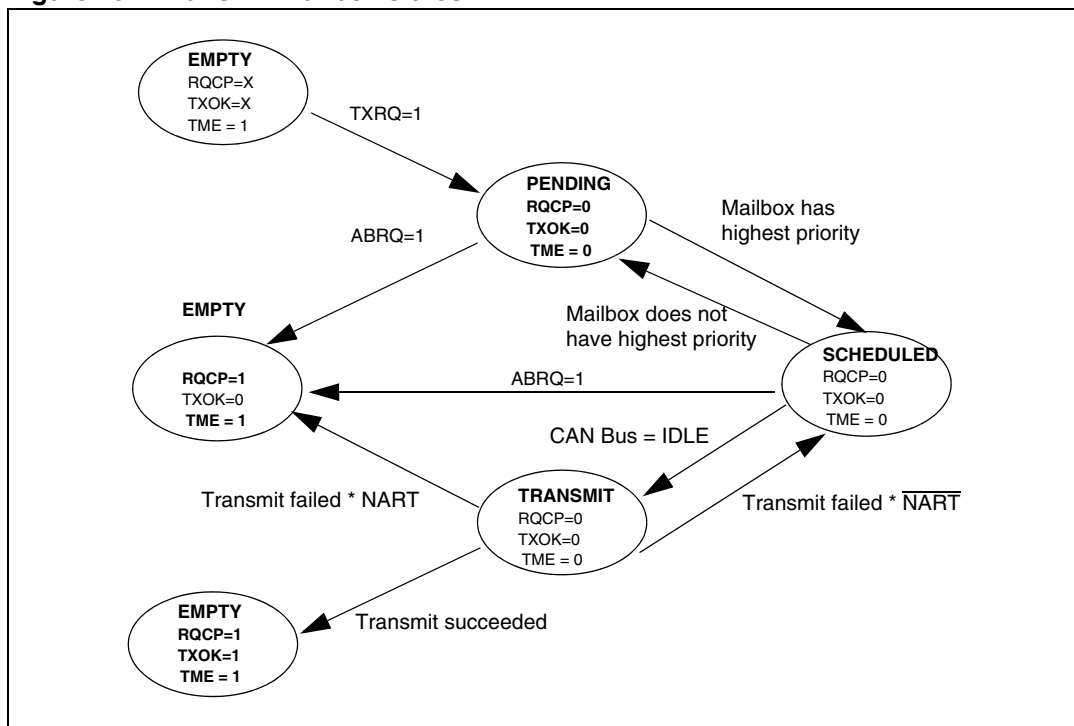 EMPTY
RQCP=X
TXOK=X
TME = 1
TXRQ=1
PENDING
RQCP=0
TXOK=0
TME = 0
Mailbox has
highest priority
ABRQ=1
EMPTY
Mailbox does not
have highest priority
SCHEDULED
RQCP=0
TXOK=0
TME = 0
RQCP=1
TXOK=0
TME = 1
ABRQ=1
CAN Bus = IDLE
Transmit failed * NART
TRANSMIT
RQCP=0
TXOK=0
TME = 0
Transmit failed * N̅A̅R̅T̅
EMPTY
RQCP=1
TXOK=1
TME = 1
Transmit succeeded